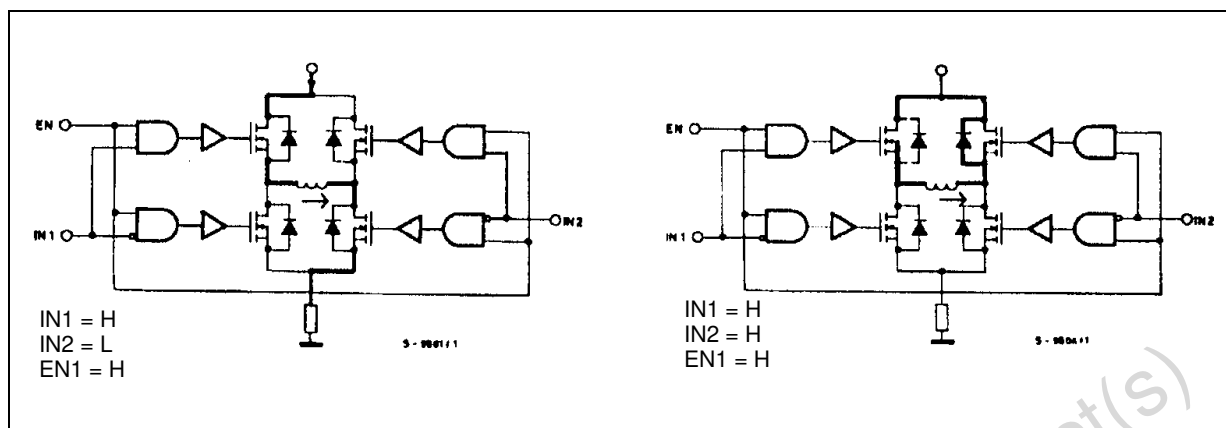 EN
IN1
IN2
IN1 = H
IN2 = L
EN1 = H
EN
IN1
IN2
IN1 = H
IN2 = H
EN1 = H
t(s)